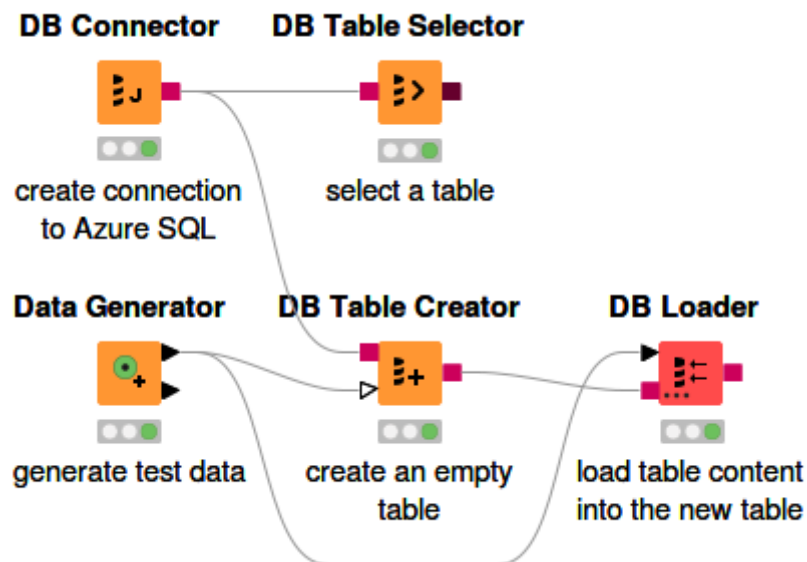 DB Connector
DB Table Selector
create connection
to Azure SQL
select a table
Data Generator
DB Table Creator
DB Loader
generate test data
create an empty
table
load table content
into the new table